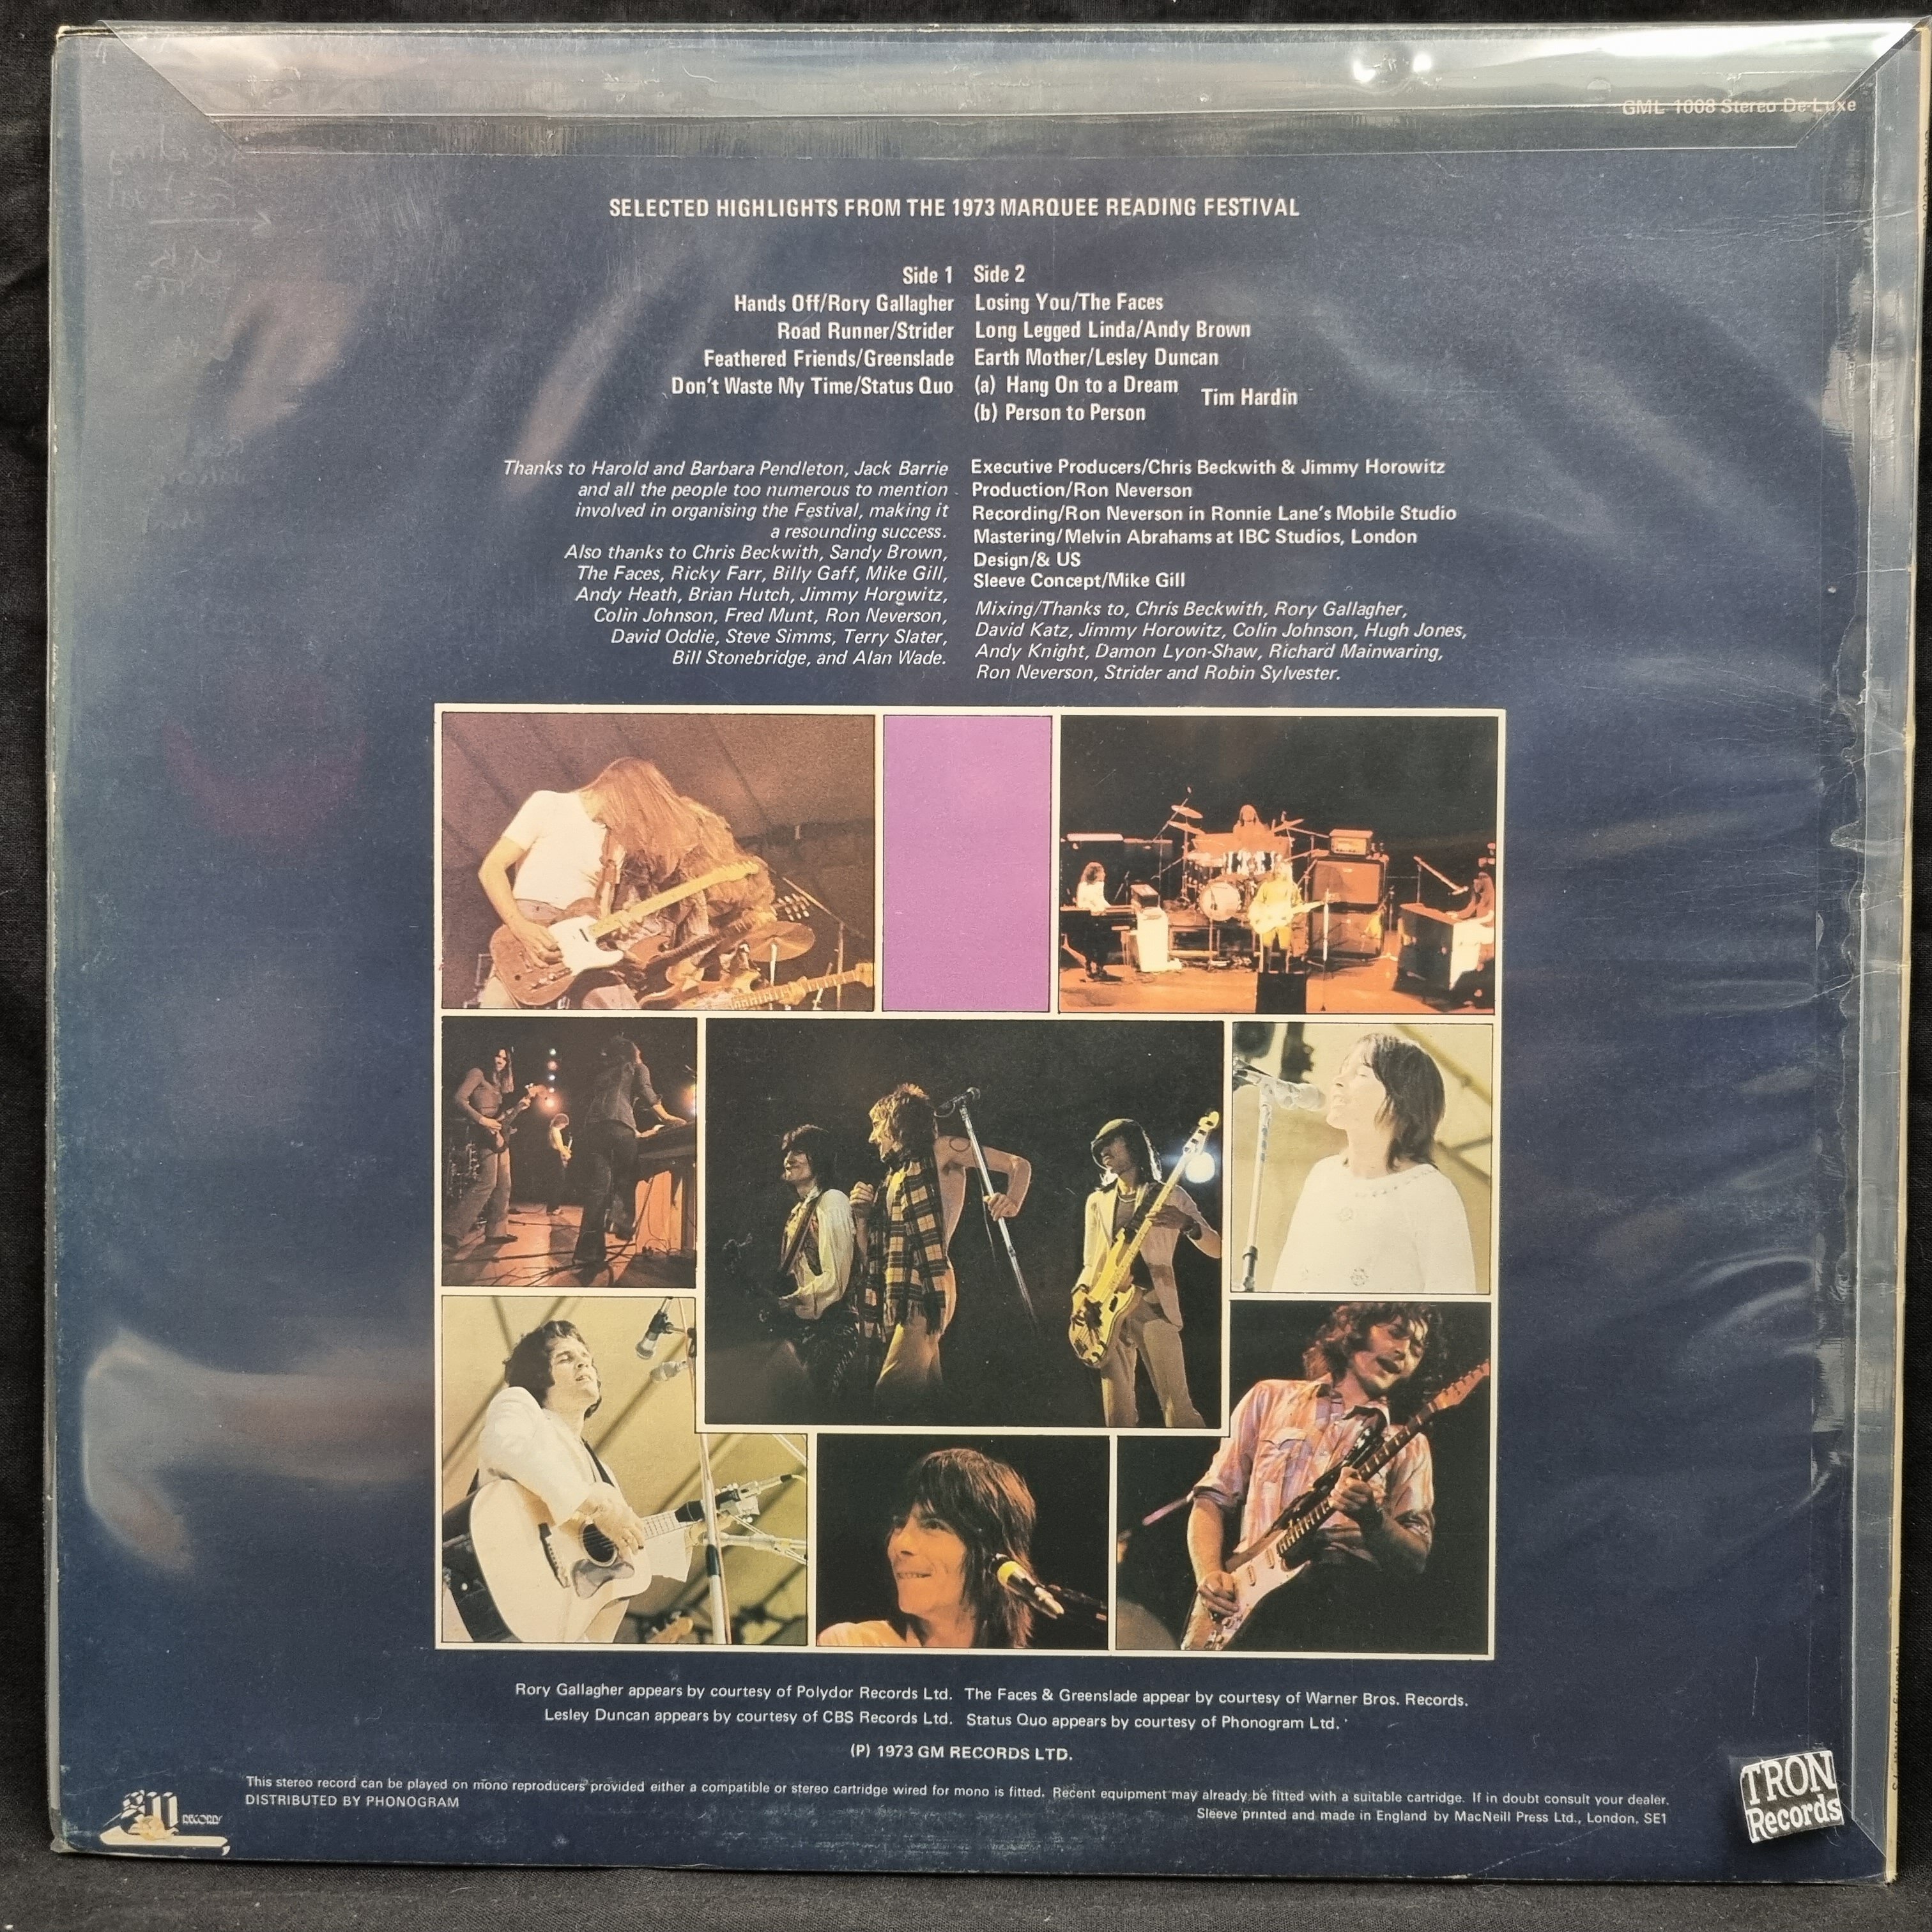 GML 1008 Stereo De-Luxe
SELECTED HIGHLIGHTS FROM THE 1973 MARQUEE READING FESTIVAL
Side 1
Hands Off/Rory Gallagher
Road Runner/Strider
Feathered Friends/Greenslade
Don't Waste My Time/Status Quo
Side 2
Losing You/The Faces
Long Legged Linda/Andy Brown
Earth Mother/Lesley Duncan
(a) Hang On to a Dream
(b) Person to Person
Tim Hardin
Thanks to Harold and Barbara Pendleton, Jack Barrie
and all the people too numerous to mention
involved in organising the Festival, making it
a resounding success.
Also thanks to Chris Beckwith, Sandy Brown,
The Faces, Ricky Farr, Billy Gaff, Mike Gill,
Andy Heath, Brian Hutch, Jimmy Horowitz,
Colin Johnson, Fred Munt, Ron Neverson,
David Oddie, Steve Simms, Terry Slater,
Bill Stonebridge, and Alan Wade.
Executive Producers/Chris Beckwith & Jimmy Horowitz
Production/Ron Neverson
Recording/Ron Neverson in Ronnie Lane's Mobile Studio
Mastering/Melvin Abrahams at IBC Studios, London
Design/& US
Sleeve Concept/Mike Gill
Mixing/Thanks to, Chris Beckwith, Rory Gallagher,
David Katz, Jimmy Horowitz, Colin Johnson, Hugh Jones,
Andy Knight, Damon Lyon-Shaw, Richard Mainwaring,
Ron Neverson, Strider and Robin Sylvester.
Rory Gallagher appears by courtesy of Polydor Records Ltd. The Faces & Greenslade appear by courtesy of Warner Bros. Records.
Lesley Duncan appears by courtesy of CBS Records Ltd. Status Quo appears by courtesy of Phonogram Ltd.
(P) 1973 GM RECORDS LTD.
This stereo record can be played on mono reproducers provided either a compatible or stereo cartridge wired for mono is fitted. Recent equipment may already be fitted with a suitable cartridge. If in doubt consult your dealer.
DISTRIBUTED BY PHONOGRAM
Sleeve printed and made in England by MacNeill Press Ltd., London, SE1
RECORDS
TRON
Records